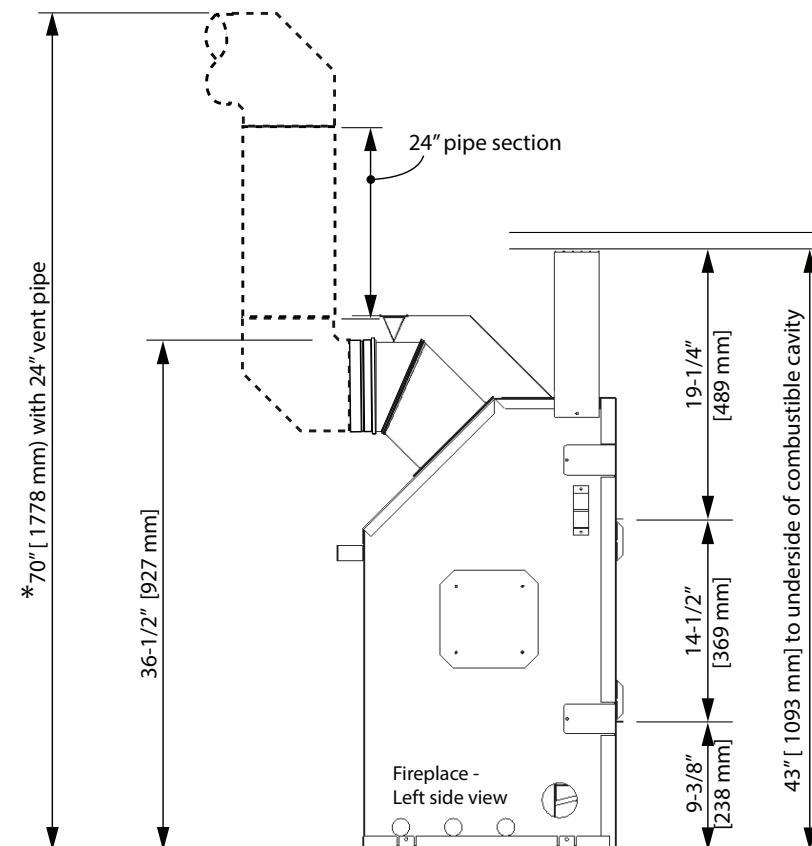 24” pipe section
*70” [ 1778 mm) with 24” vent pipe
36-1/2” [927 mm]
19-1/4”
[489 mm]
14-1/2”
[369 mm]
9-3/8”
[238 mm]
43” [ 1093 mm] to underside of combustible cavity
Fireplace -
Left side view